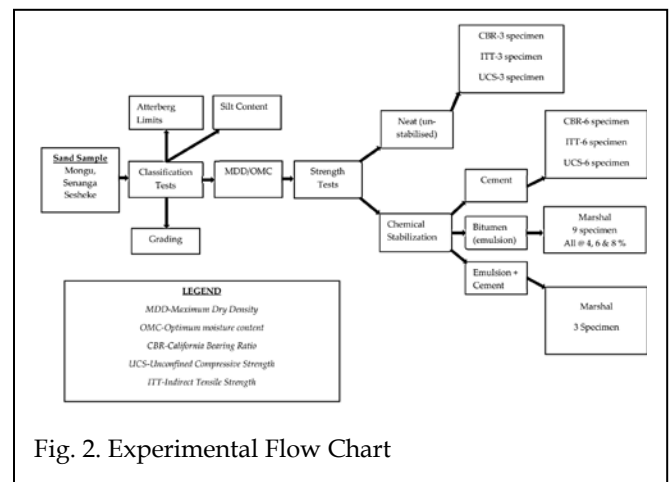 CBR-3 specimen
ITT-3 specimen
UCS-3 specimen
Atterberg
Limits
Silt Content
Neat (un-
stabilised)
CBR-6 specimen
ITT-6 specimen
UCS-6 specimen
Sand Sample
Mongu,
Senanga
Sesheke
Classification
Tests
MDD/OMC
Strength
Tests
Cement
Grading
Chemical
Stabilization
Bitumen
(emulsion)
Marshal
9 specimen
All @ 4, 6 & 8 %
Emulsion +
Cement
Marshal
3 Specimen
LEGEND
MDD-Maximum Dry Density
OMC-Optimum moisture content
CBR-California Bearing Ratio
UCS-Unconfined Compressive Strength
ITT-Indirect Tensile Strength
Fig. 2. Experimental Flow Chart